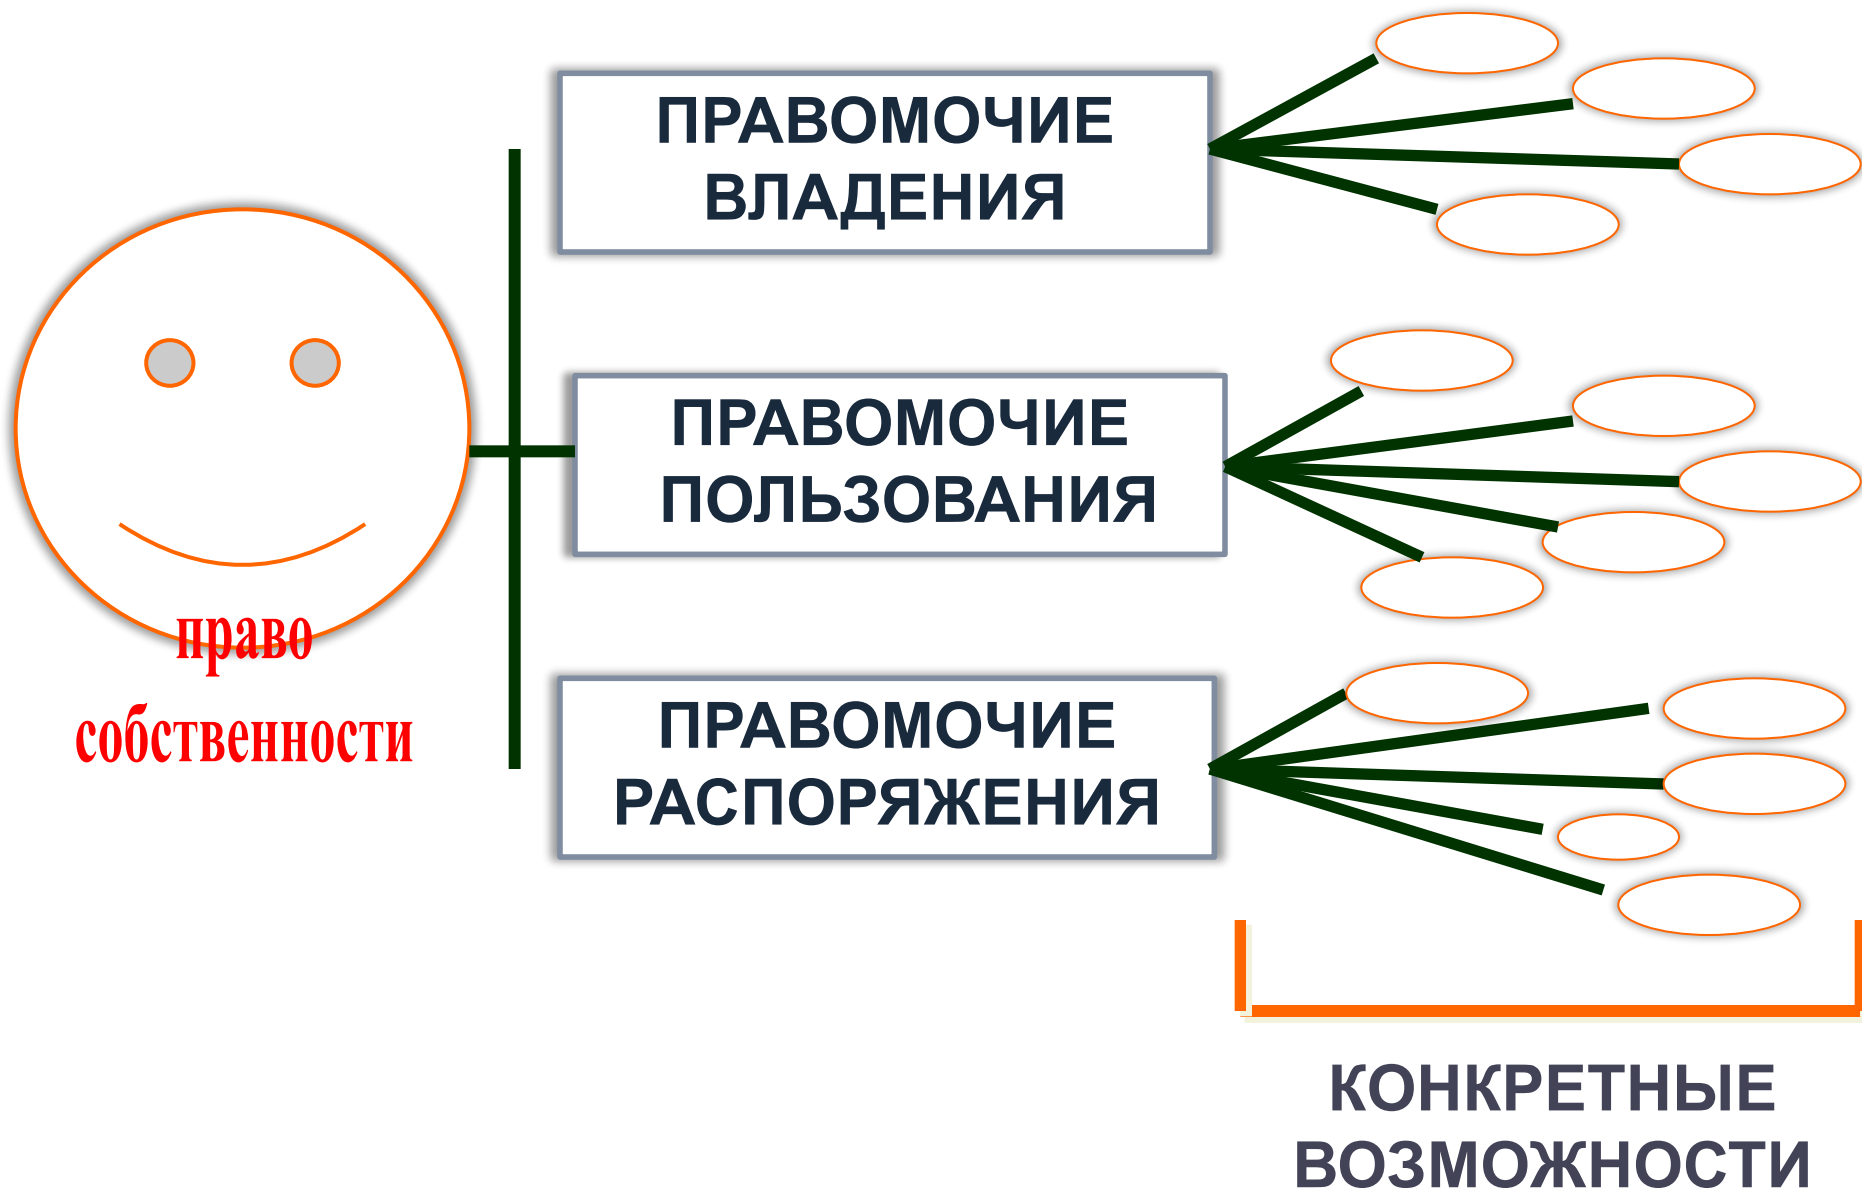 ПРАВОМОЧИЕ
ВЛАДЕНИЯ
ПРАВОМОЧИЕ
ПОЛЬЗОВАНИЯ
право
собственности
ПРАВОМОЧИЕ
РАСПОРЯЖЕНИЯ
КОНКРЕТНЫЕ
ВОЗМОЖНОСТИ